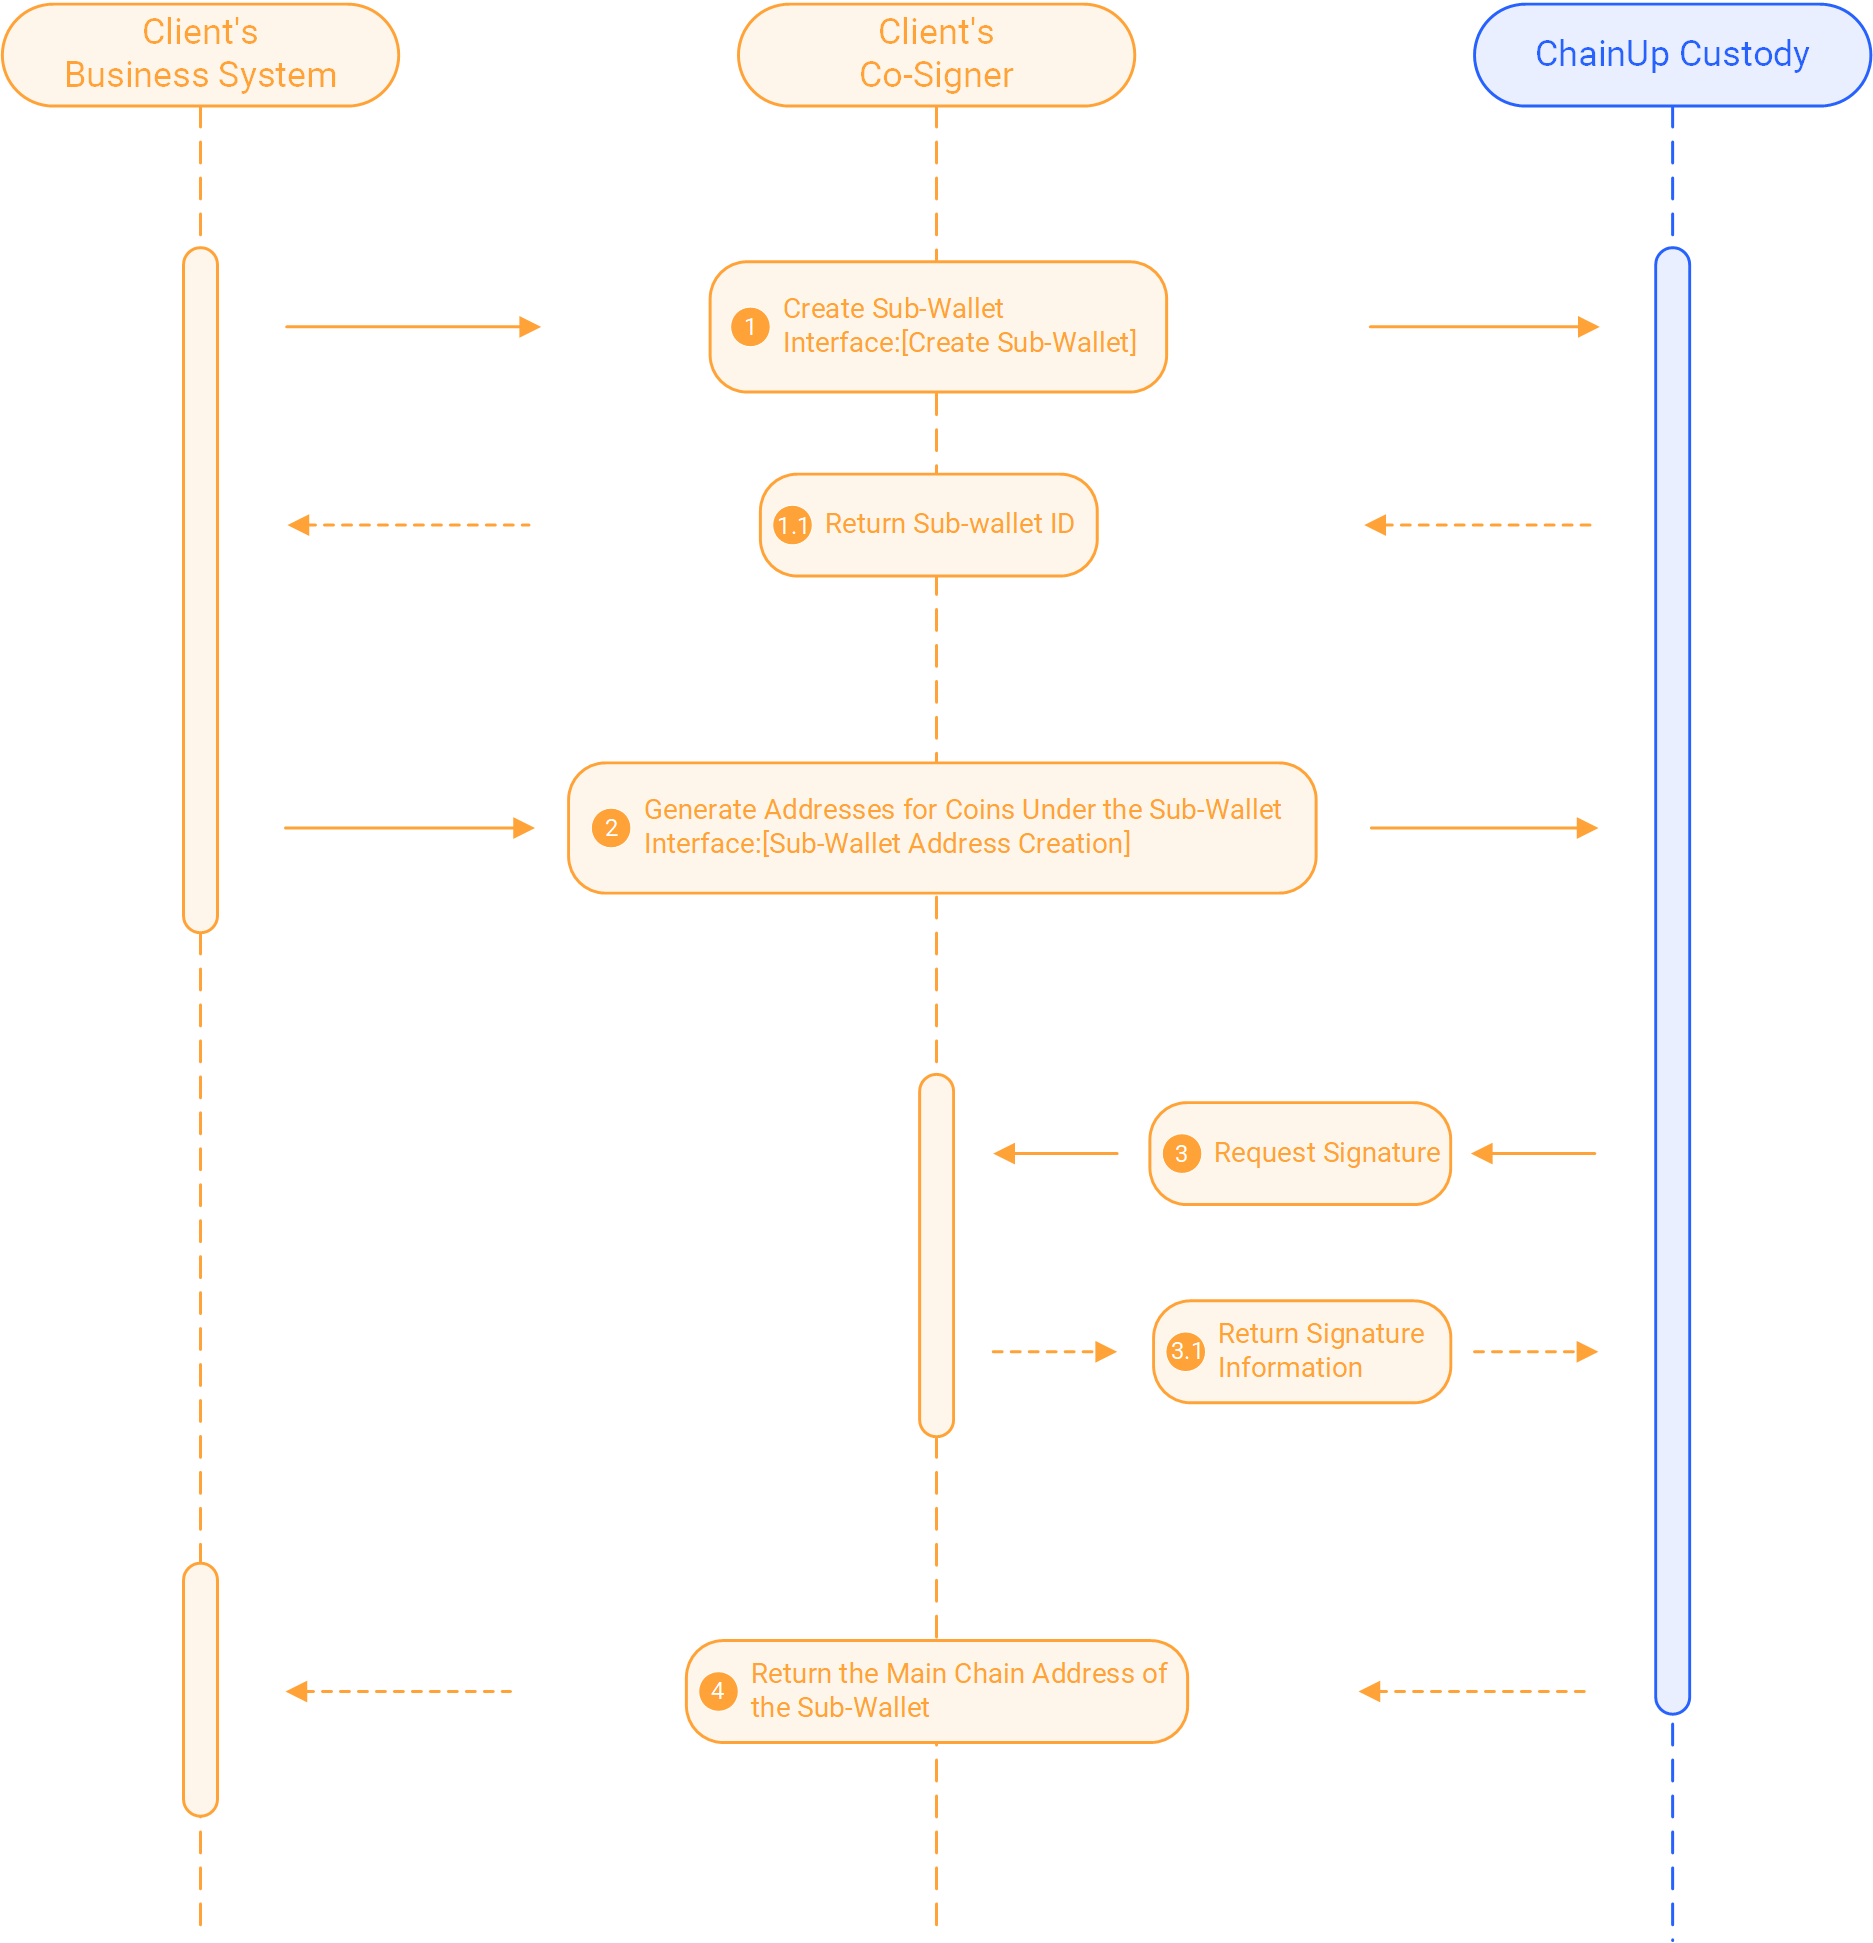 Client's
Business System
Client's
Co-Signer
ChainUp Custody
1
Create Sub-Wallet
Interface:[Create Sub-Wallet]
1.1
Return Sub-wallet ID
2
Generate Addresses for Coins Under the Sub-Wallet
Interface:[Sub-Wallet Address Creation]
3
Request Signature
3.1
Return Signature
Information
4
Return the Main Chain Address of
the Sub-Wallet